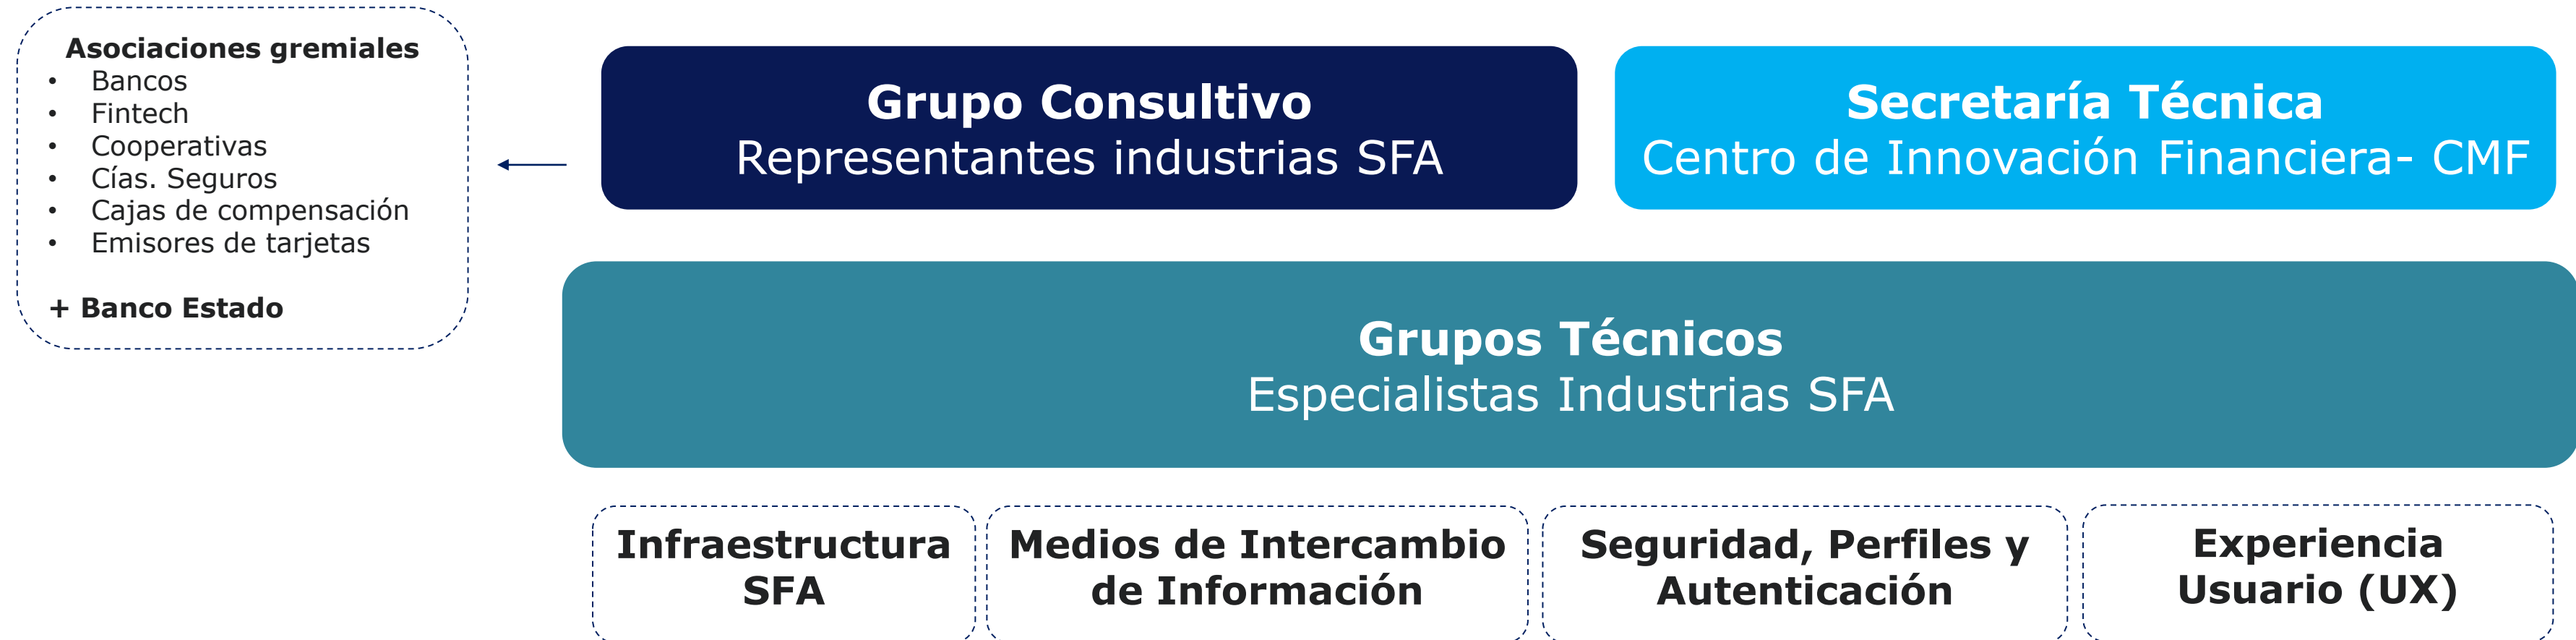 Asociaciones gremiales
• Bancos
• Fintech
• Cooperativas
• Cías. Seguros
• Cajas de compensación
• Emisores de tarjetas
+ Banco Estado
Grupo Consultivo
Representantes industrias SFA
Secretaría Técnica
Centro de Innovación Financiera- CMF
Grupos Técnicos
Especialistas Industrias SFA
Infraestructura
SFA
Medios de Intercambio
de Información
Seguridad, Perfiles y
Autenticación
Experiencia
Usuario (UX)